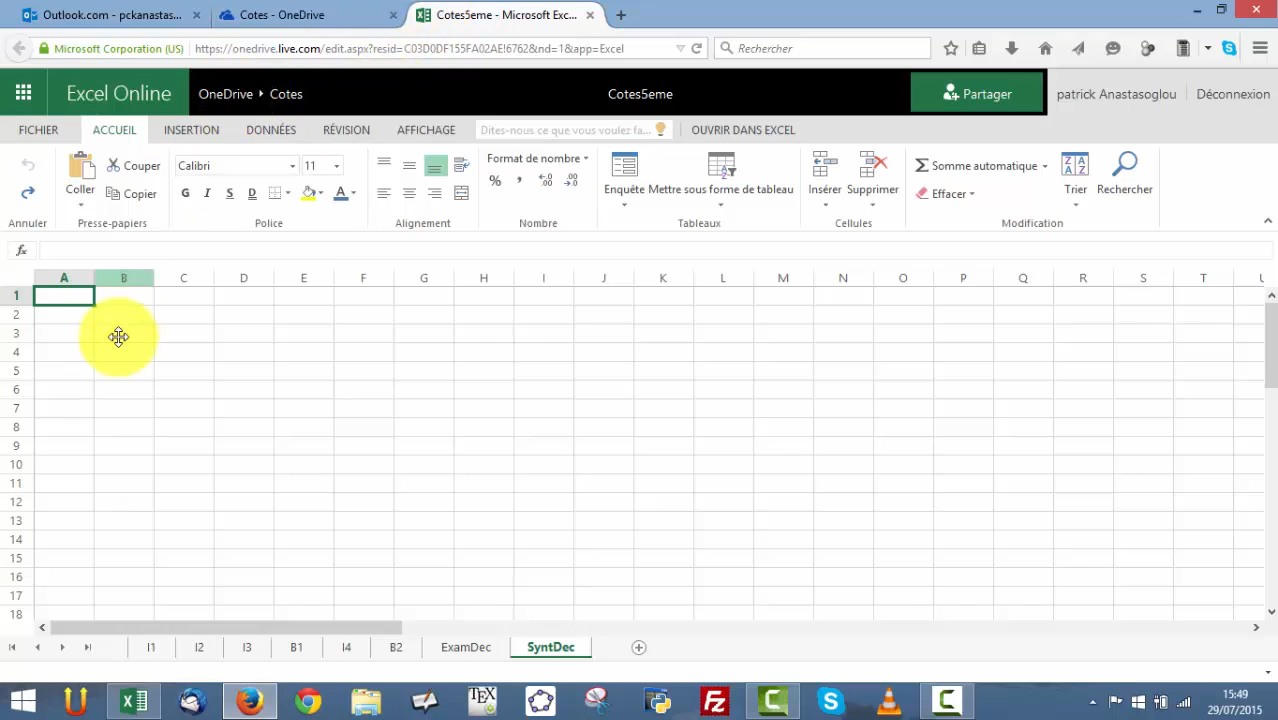 Outlook.com - pckanastas...
Cotes - OneDrive
Cotes5eme - Microsoft Exc...
Microsoft Corporation (US)
https://onedrive.live.com/edit.aspx?resid=C03D0DF155FA02AE!6762&nd=1&app=Excel
Rechercher
Excel Online
OneDrive
Cotes
Cotes5eme
Partager
patrick Anastasoglou
Déconnexion
FICHIER
ACCUEIL
INSERTION
DONNÉES
RÉVISION
AFFICHAGE
Dites-nous ce que vous voulez fa...
OUVRIR DANS EXCEL
Coller
Couper
Copier
Calibri
11
G I S D
A
Format de nombre
%
,
Enquête
Mettre sous forme de tableau
Insérer
Supprimer
Somme automatique
Effacer
Trier
Rechercher
Annuler
Presse-papiers
Police
Alignement
Nombre
Tableaux
Cellules
Modification
fx
A B C D E F G H I J K L M N O P Q R S T U
1
2
3
4
5
6
7
8
9
10
11
12
13
14
15
16
17
18
I1 I2 I3 B1 I4 B2 ExamDec SyntDec
15:49
29/07/2015